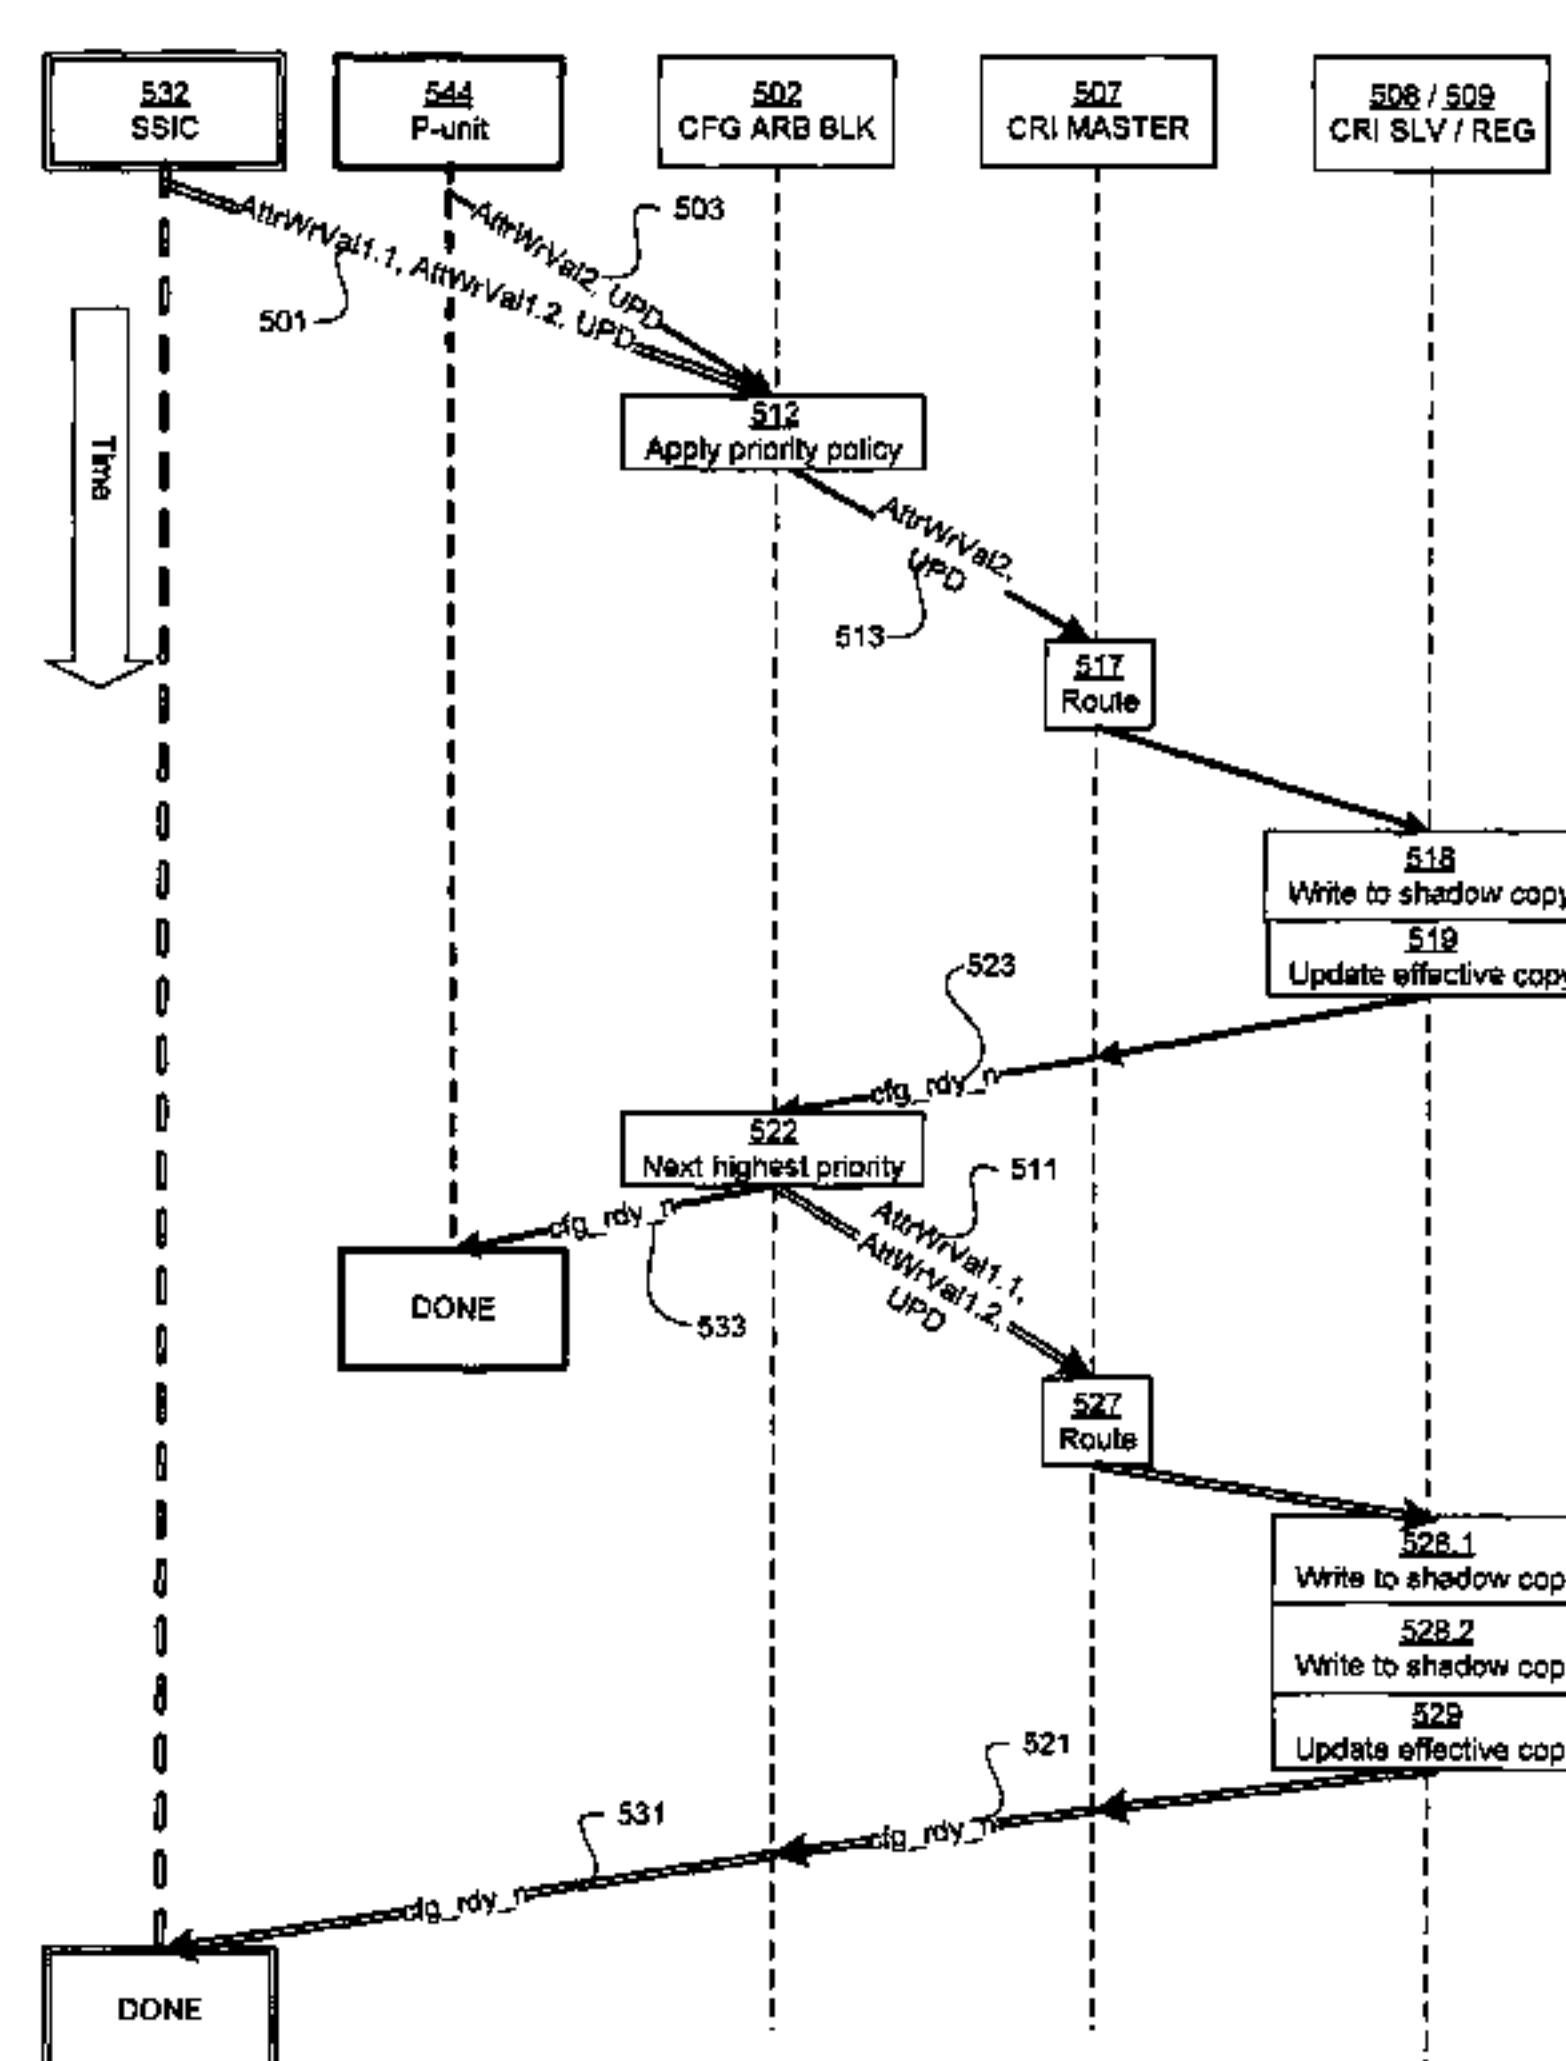 532
SSIC
544
P-unit
502
CFG ARB BLK
507
CRI MASTER
508 / 509
CRI SLV / REG
503
AttrWrVal2, UPD
AttrWrVal1.1, AttWrVal1.2, UPD
501
512
Apply priority policy
Time
AttrWrVal2,
UPD
513
517
Route
518
Write to shadow copy
519
Update effective copy
523
cfg_rdy_n
522
Next highest priority
511
cfg_rdy_n
AttrWrVal1.1,
AttWrVal1.2,
UPD
DONE
533
527
Route
528.1
Write to shadow cop
528.2
Write to shadow cop
529
Update effective cop
521
cfg_rdy_n
531
cfg_rdy_n
DONE